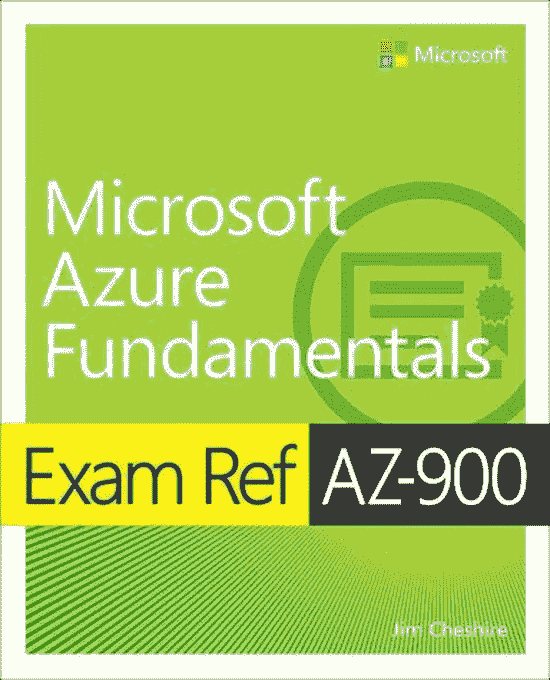 Microsoft
Microsoft
Azure
Fundamentals
Exam Ref AZ-900
Jim Cheshire